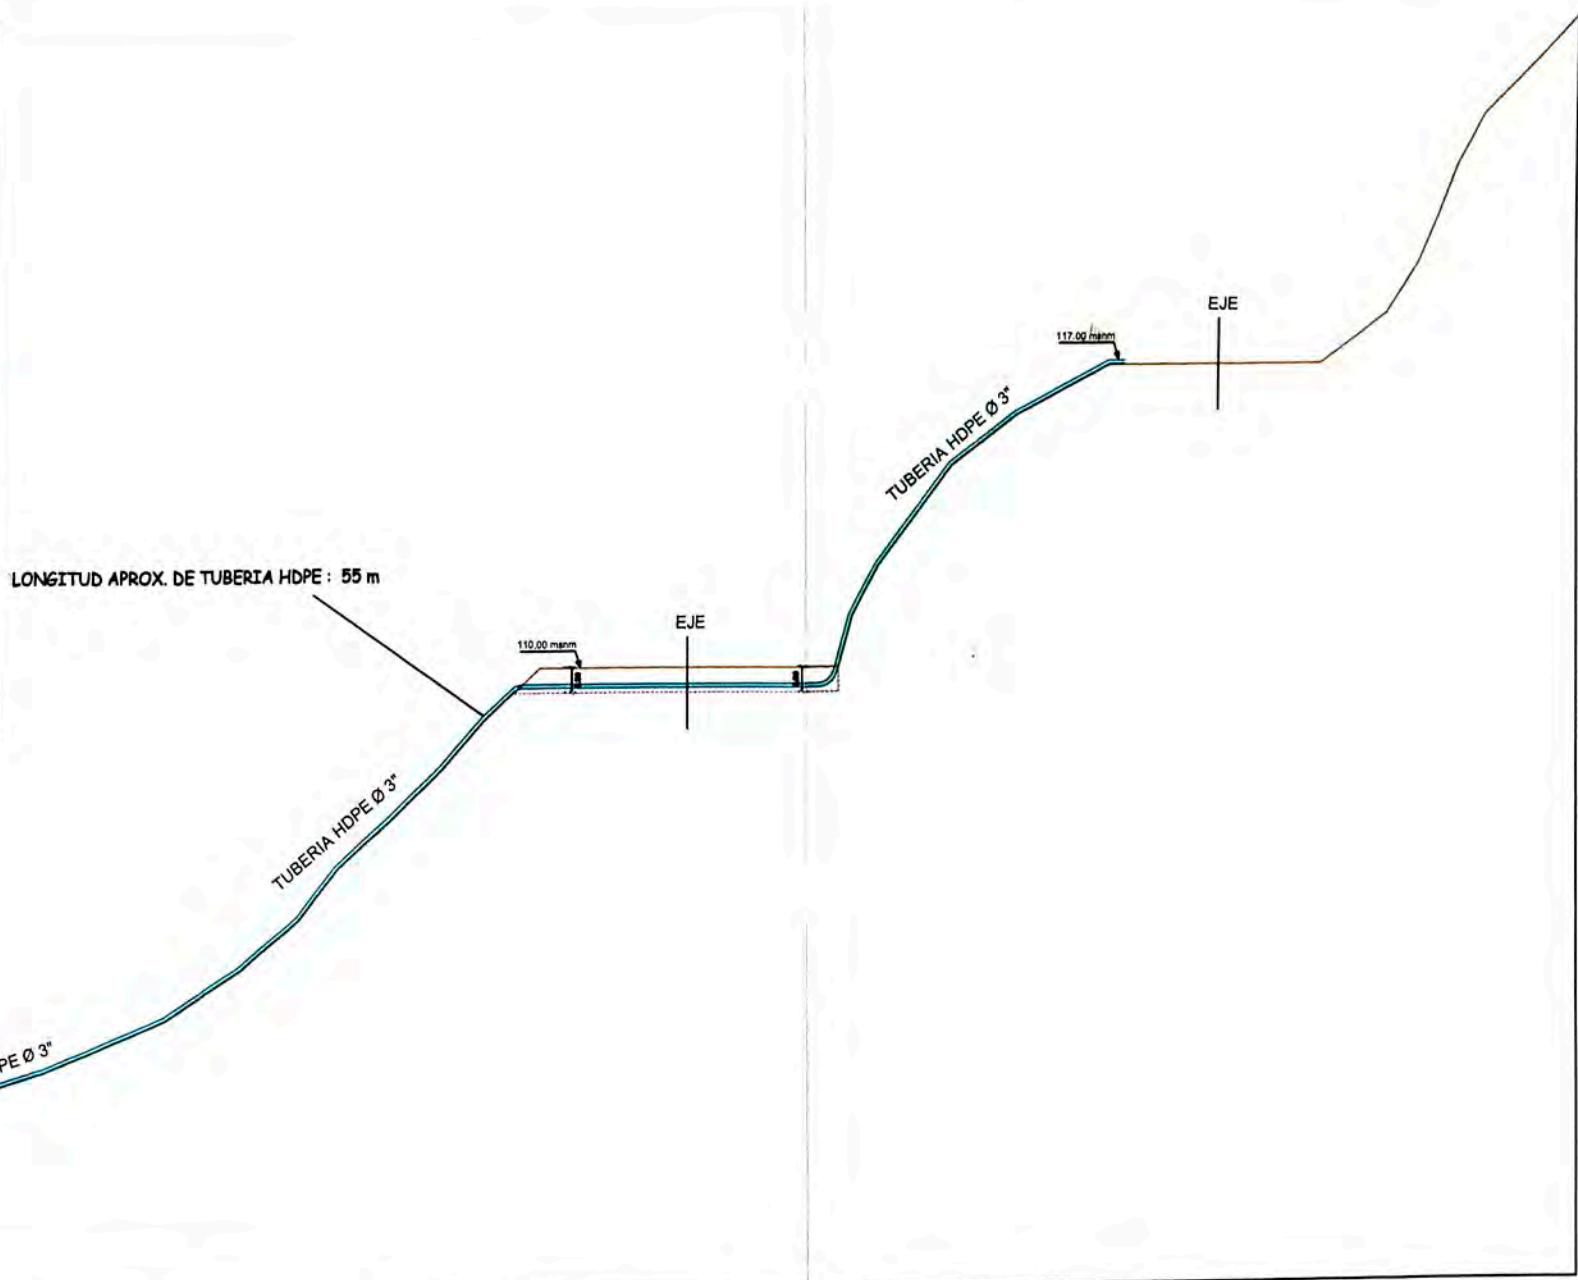 EJE
117.00 msnm
TUBERIA HDPE Ø 3"
LONGITUD APROX. DE TUBERIA HDPE : 55 m
EJE
110.00 msnm
TUBERIA HDPE Ø 3"
PE Ø 3"